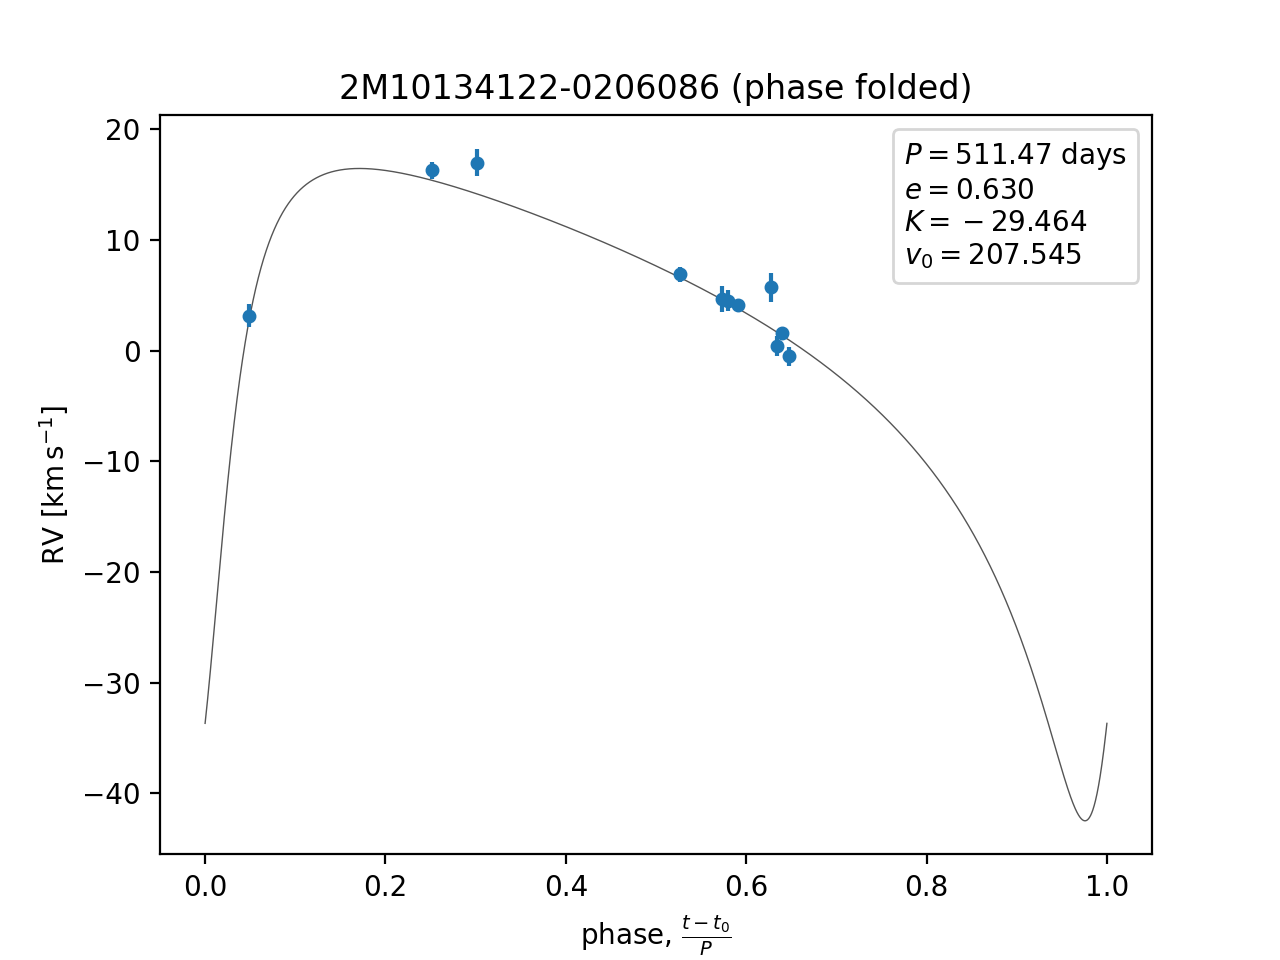 2M10134122-0206086 (phase folded)
P = 511.47 days
e = 0.630
K = −29.464
v₀ = 207.545
20
10
0
−10
−20
−30
−40
RV [km s⁻¹]
0.0 0.2 0.4 0.6 0.8 1.0
phase, (t − t₀)/P